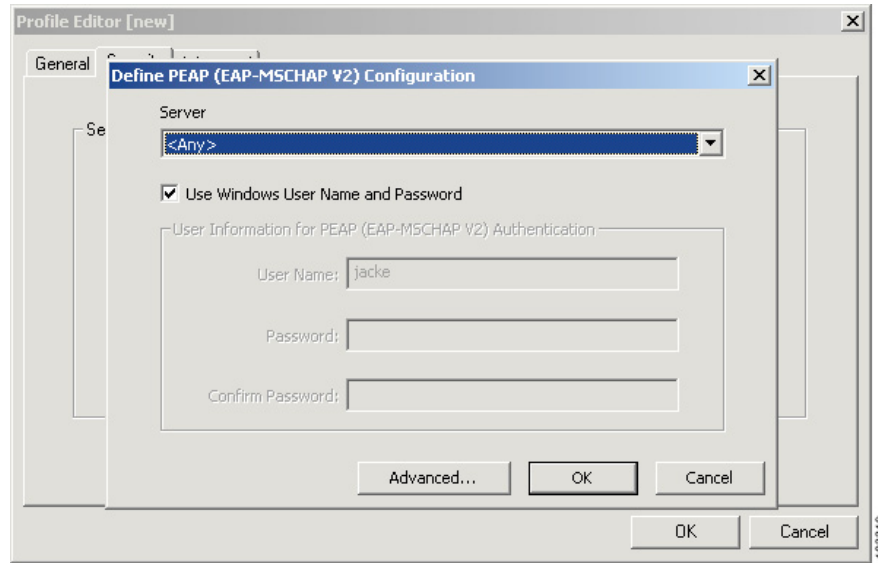 Profile Editor [new]
General
Define PEAP (EAP-MSCHAP V2) Configuration
Se
Server
<Any>
Use Windows User Name and Password
User Information for PEAP (EAP-MSCHAP V2) Authentication
User Name: jacke
Password:
Confirm Password:
Advanced... OK Cancel
OK Cancel